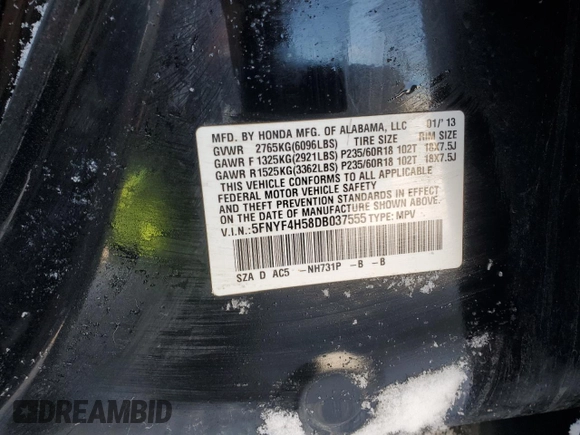 MFD. BY HONDA MFG. OF ALABAMA, LLC 01/'13
GVWR 2765KG(6096LBS) TIRE SIZE RIM SIZE
GAWR F 1325KG(2921LBS) P235/60R18 102T 18X7.5J
GAWR R 1525KG(3362LBS) P235/60R18 102T 18X7.5J
THIS VEHICLE CONFORMS TO ALL APPLICABLE
FEDERAL MOTOR VEHICLE SAFETY
AND THEFT PREVENTION STANDARDS IN EFFECT
ON THE DATE OF MANUFACTURE SHOWN ABOVE.
V.I.N.: 5FNYF4H58DB037555 TYPE: MPV
SZA D AC5 -NH731P -B -B
DREAMBID